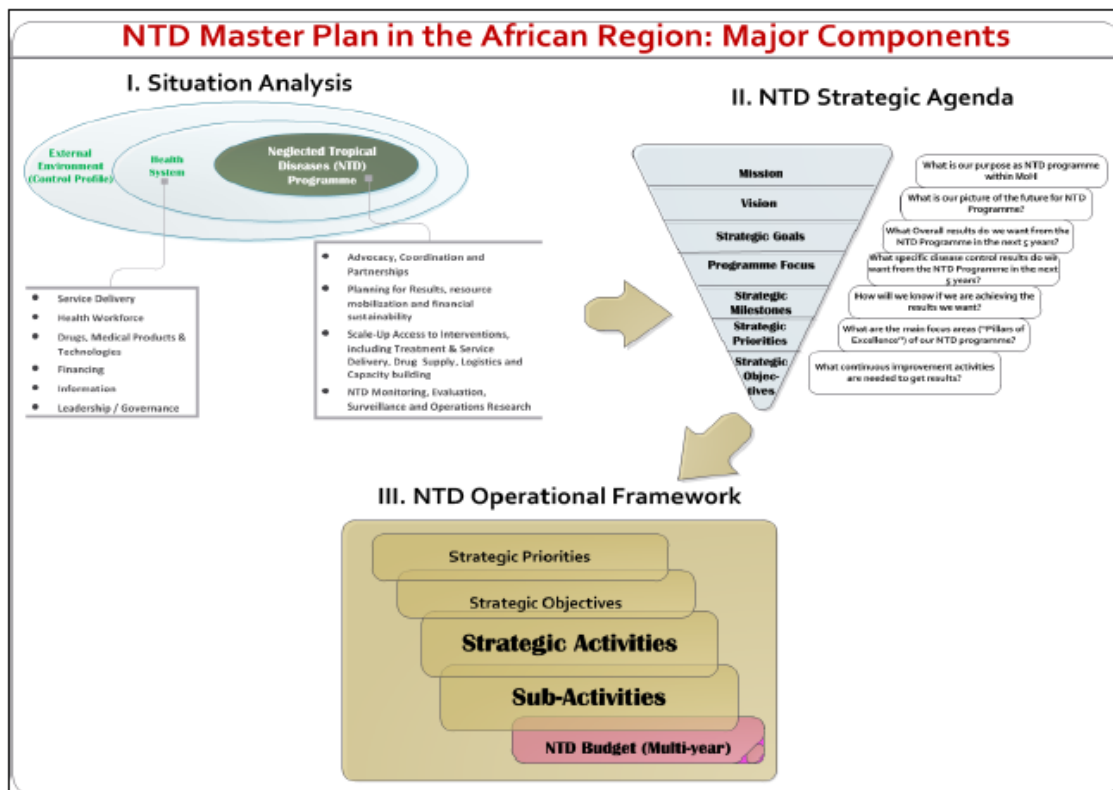 NTD Master Plan in the African Region: Major Components
I. Situation Analysis
External
Environment
(Control Profile)
Health
System
Neglected Tropical
Diseases (NTD)
Programme
Service Delivery
Health Workforce
Drugs, Medical Products &
Technologies
Financing
Information
Leadership / Governance
Advocacy, Coordination and
Partnerships
Planning for Results, resource
mobilization and financial
sustainability
Scale-Up Access to Interventions,
including Treatment & Service
Delivery, Drug Supply, Logistics and
Capacity building
NTD Monitoring, Evaluation,
Surveillance and Operations Research
II. NTD Strategic Agenda
Mission
What is our purpose as NTD programme
within MoH
Vision
What is our picture of the future for NTD
Programme?
Strategic Goals
What Overall results do we want from the
NTD Programme in the next 5 years?
Programme Focus
What specific disease control results do we
want from the NTD Programme in the next
5 years?
Strategic
Milestones
How will we know if we are achieving the
results we want?
Strategic
Priorities
What are the main focus areas ("Pillars of
Excellence") of our NTD programme?
Strategic
Objec-
tives
What continuous improvement activities
are needed to get results?
III. NTD Operational Framework
Strategic Priorities
Strategic Objectives
Strategic Activities
Sub-Activities
NTD Budget (Multi-year)